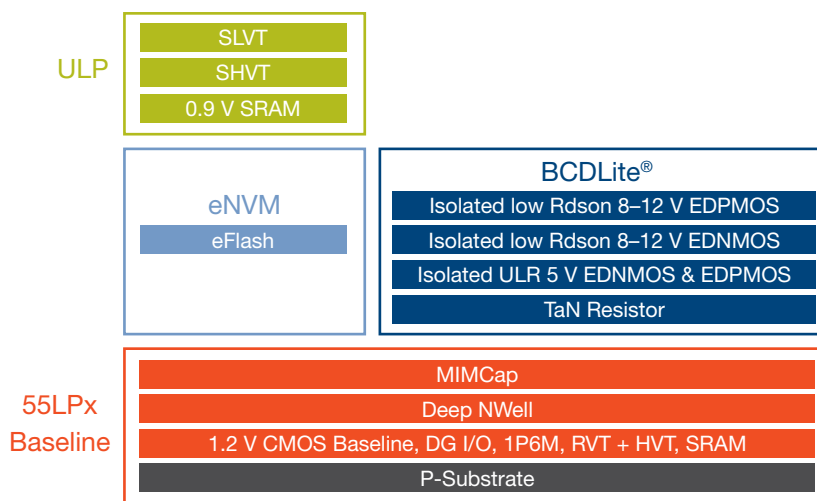 ULP
SLVT
SHVT
0.9 V SRAM
eNVM
eFlash
BCDLite®
Isolated low Rdson 8–12 V EDPMOS
Isolated low Rdson 8–12 V EDNMOS
Isolated ULR 5 V EDNMOS & EDPMOS
TaN Resistor
55LPx
Baseline
MIMCap
Deep NWell
1.2 V CMOS Baseline, DG I/O, 1P6M, RVT + HVT, SRAM
P-Substrate